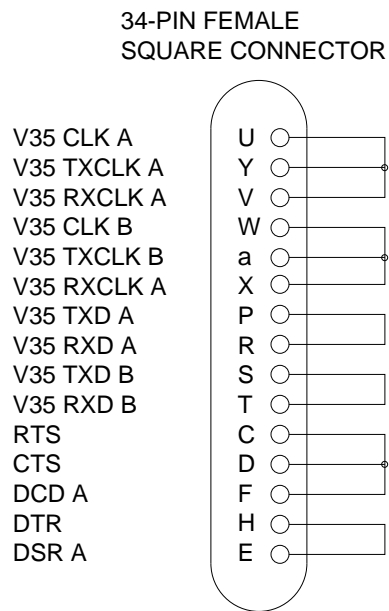 34-PIN FEMALE
SQUARE CONNECTOR
V35 CLK A U
V35 TXCLK A Y
V35 RXCLK A V
V35 CLK B W
V35 TXCLK B a
V35 RXCLK A X
V35 TXD A P
V35 RXD A R
V35 TXD B S
V35 RXD B T
RTS C
CTS D
DCD A F
DTR H
DSR A E